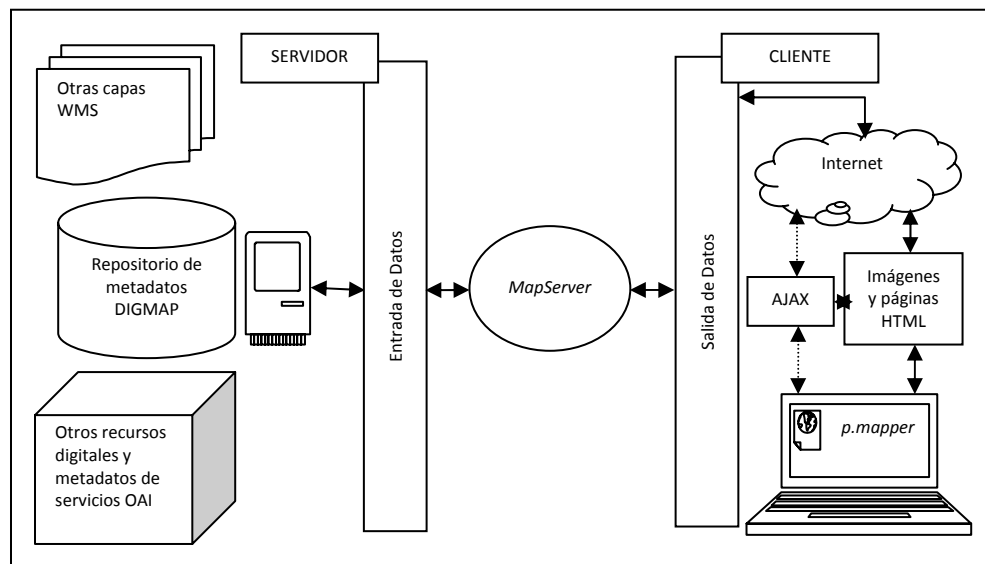 SERVIDOR
CLIENTE
Otras capas
WMS
Internet
Repositorio de
metadatos
DIGMAP
Entrada de Datos
MapServer
Salida de Datos
AJAX
Imágenes
y páginas
HTML
Otros recursos
digitales y
metadatos de
servicios OAI
p.mapper